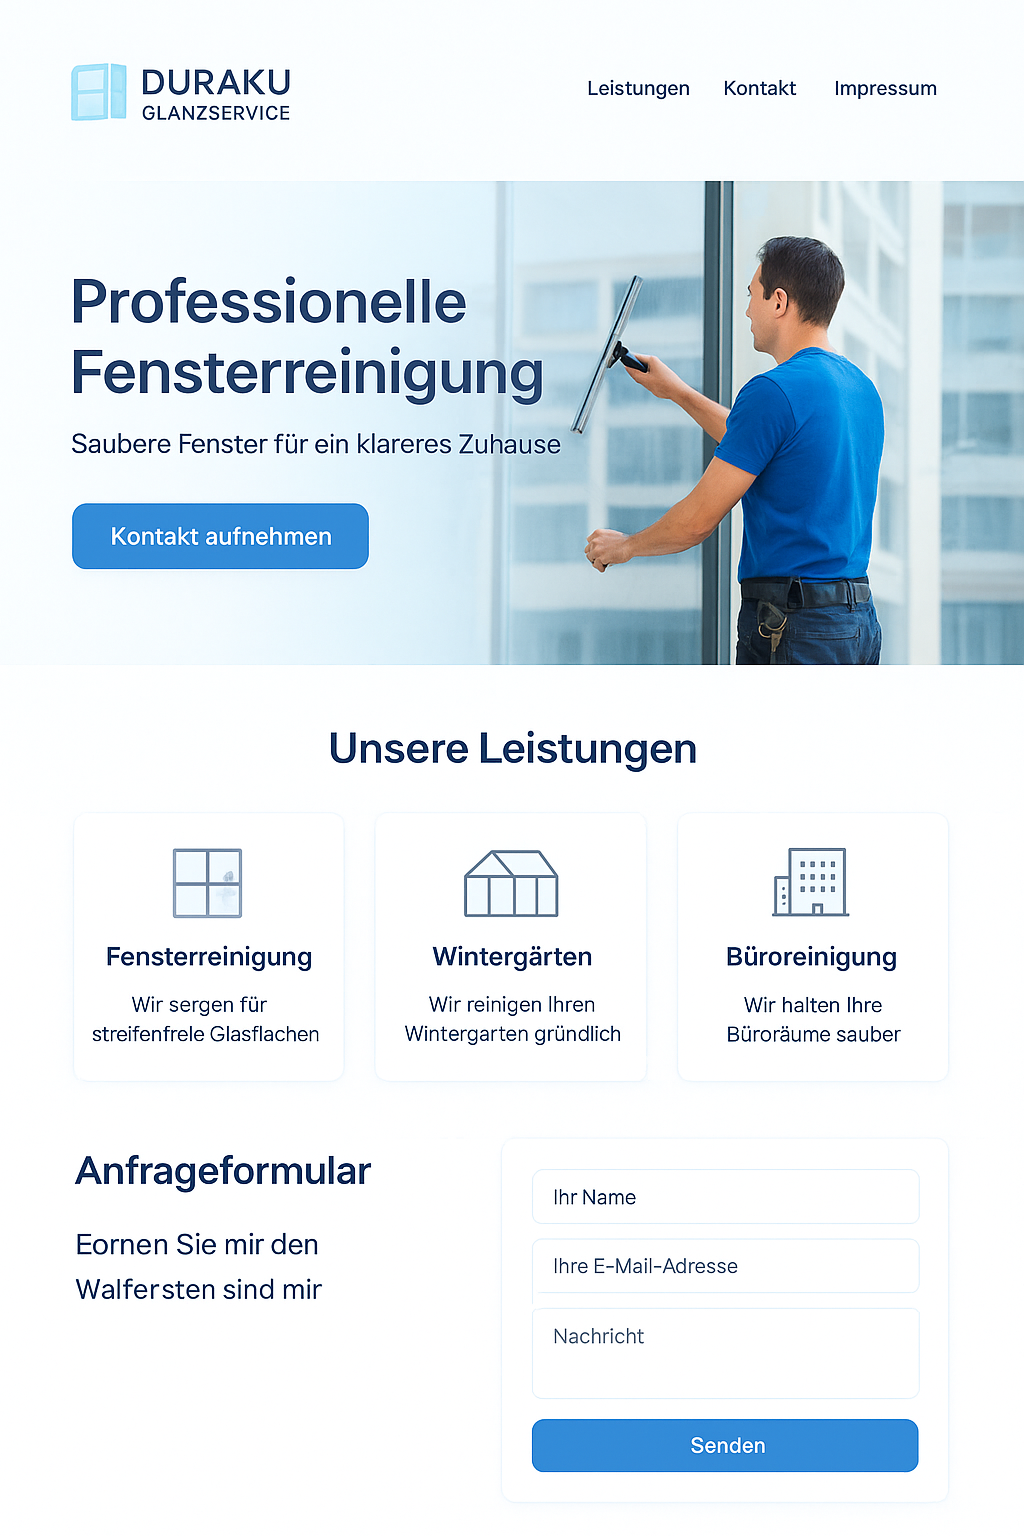 DURAKU
GLANZSERVICE
Leistungen Kontakt Impressum
Professionelle
Fensterreinigung
Saubere Fenster für ein klareres Zuhause
Kontakt aufnehmen
Unsere Leistungen
Fensterreinigung
Wir sergen für
streifenfrele Glasflachen
Wintergärten
Wir reinigen Ihren
Wintergarten gründlich
Büroreinigung
Wir halten Ihre
Büroräume sauber
Anfrageformular
Eornen Sie mir den
Walfersten sind mir
Ihr Name
Ihre E-Mail-Adresse
Nachricht
Senden